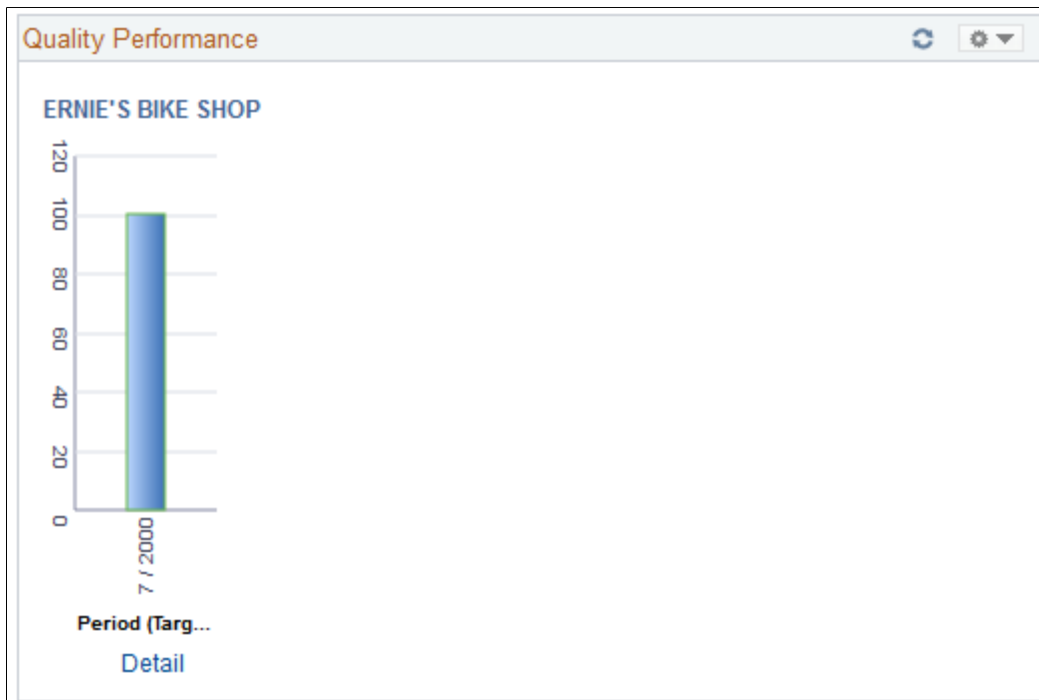 Quality Performance
ERNIE'S BIKE SHOP
120
100
80
60
40
20
0
7 / 2000
Period (Targ...
Detail